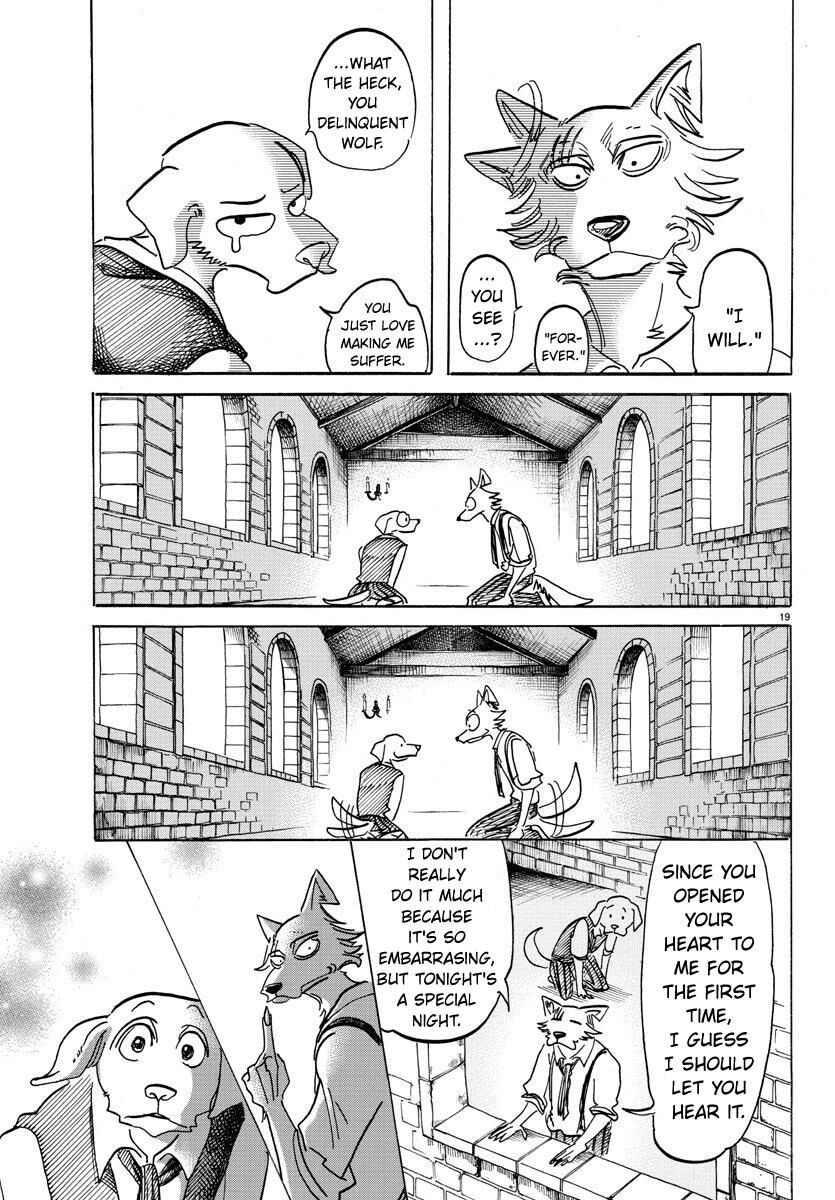 "I
WILL."
"FOR-
EVER."
...
YOU
SEE
...?
...WHAT
THE HECK,
YOU
DELINQUENT
WOLF.
YOU
JUST LOVE
MAKING ME
SUFFER.
19
SINCE YOU
OPENED
YOUR
HEART TO
ME FOR
THE FIRST
TIME,
I GUESS
I SHOULD
LET YOU
HEAR IT.
I DON'T
REALLY
DO IT MUCH
BECAUSE
IT'S SO
EMBARRASING,
BUT TONIGHT'S
A SPECIAL
NIGHT.